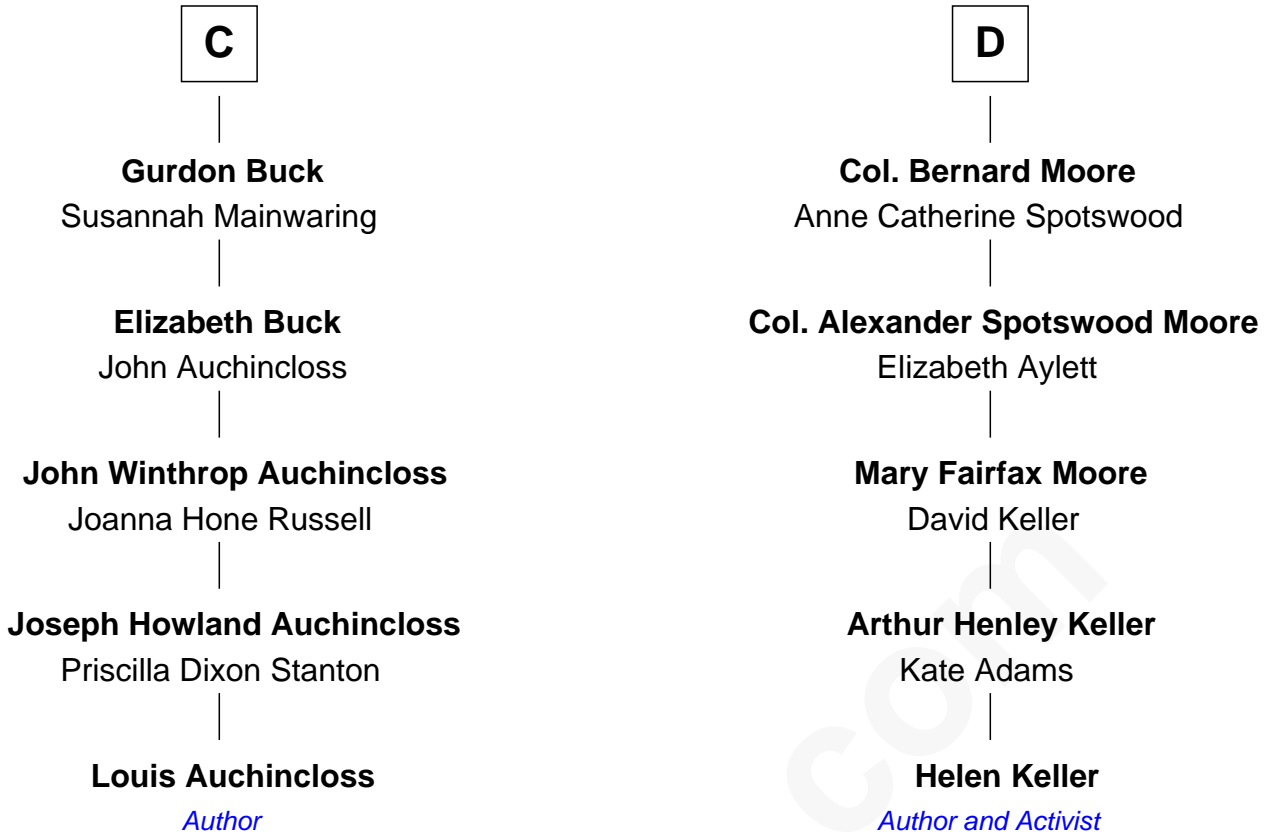 C
Gurdon Buck
Susannah Mainwaring
Elizabeth Buck
John Auchincloss
John Winthrop Auchincloss
Joanna Hone Russell
Joseph Howland Auchincloss
Priscilla Dixon Stanton
Louis Auchincloss
Author
D
Col. Bernard Moore
Anne Catherine Spotswood
Col. Alexander Spotswood Moore
Elizabeth Aylett
Mary Fairfax Moore
David Keller
Arthur Henley Keller
Kate Adams
Helen Keller
Author and Activist
com